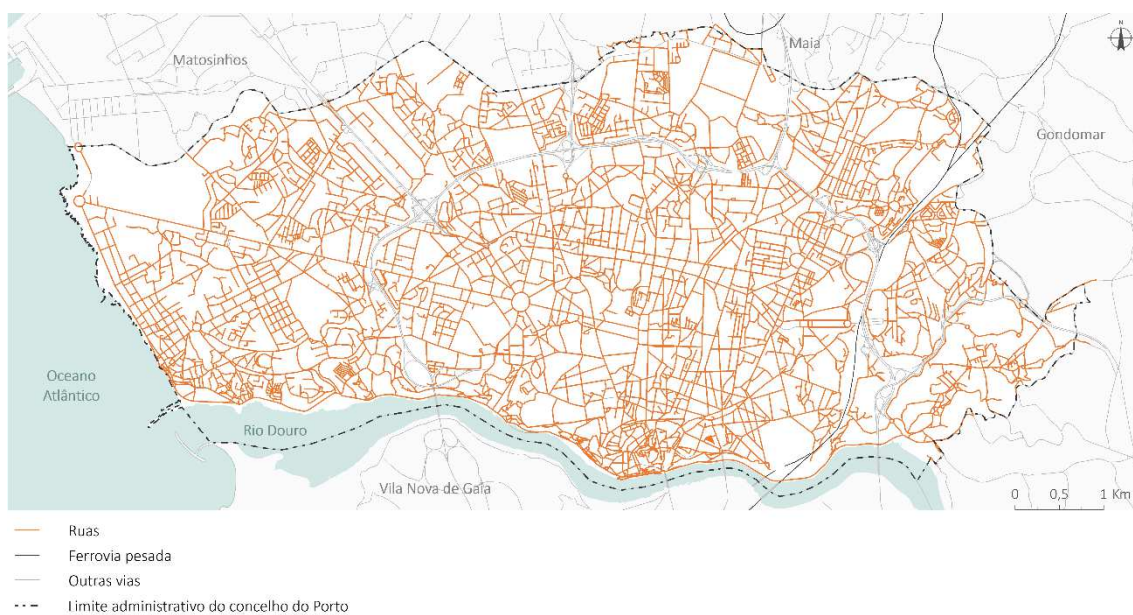 N
Matosinhos
Maia
Gondomar
Oceano
Atlântico
Rio Douro
Vila Nova de Gaia
0 0,5 1 Km
Ruas
Ferrovia pesada
Outras vias
Limite administrativo do concelho do Porto